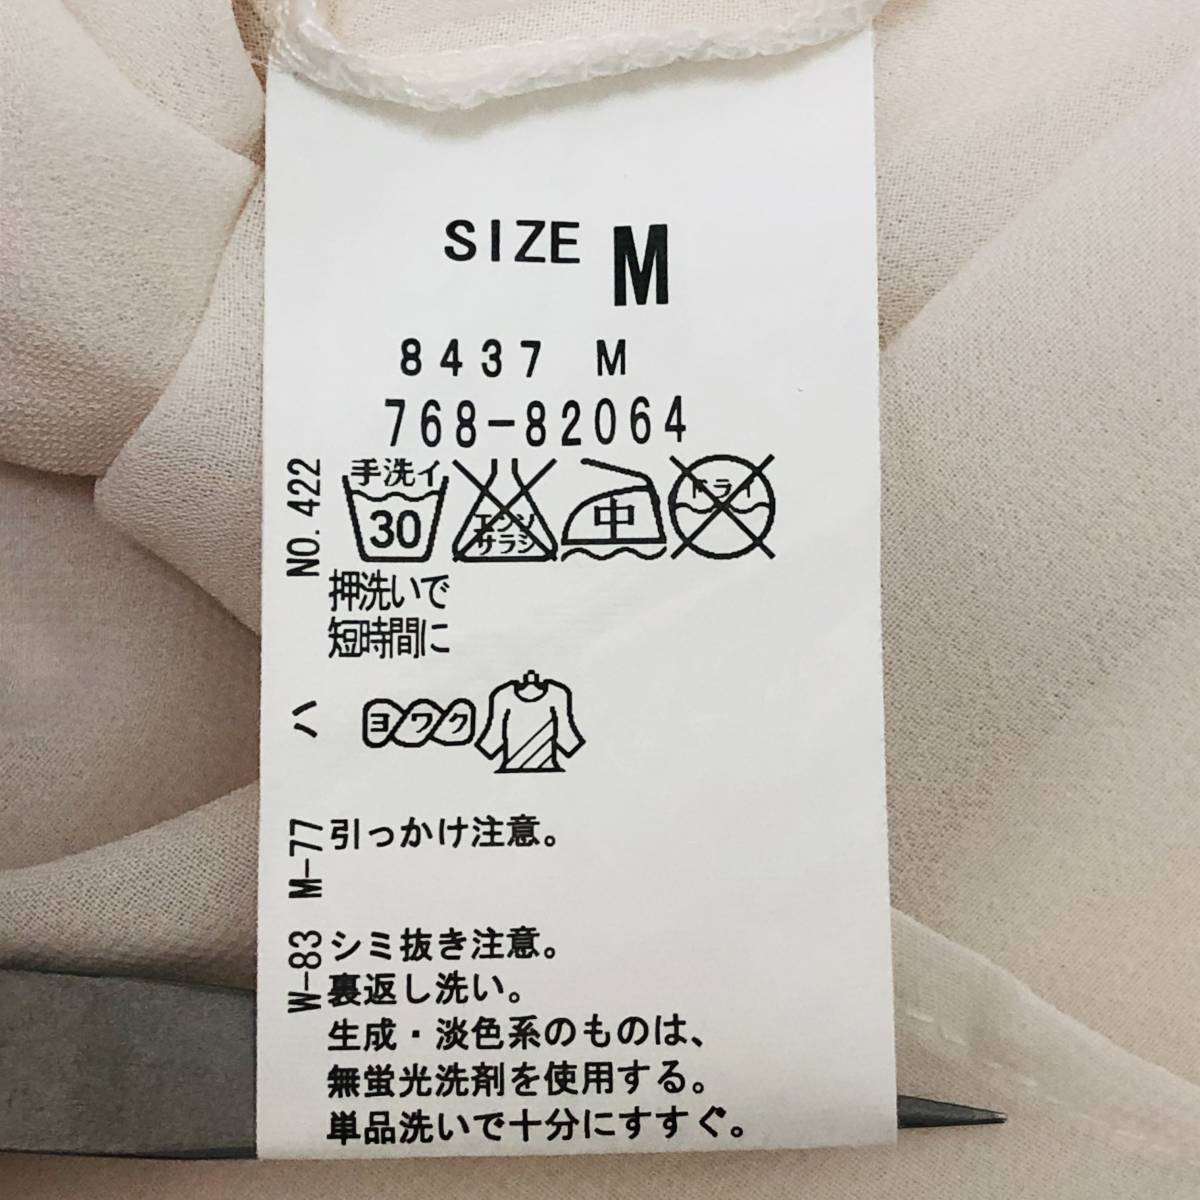 SIZE M
8437 M
768-82064
NO. 422
手洗イ
30
エンソ
サラシ
中
ドライ
押洗いで
短時間に
ハ
ヨワク
M-77
引っかけ注意。
W-83
シミ抜き注意。
裏返し洗い。
生成・淡色系のものは、
無蛍光洗剤を使用する。
単品洗いで十分にすすぐ。